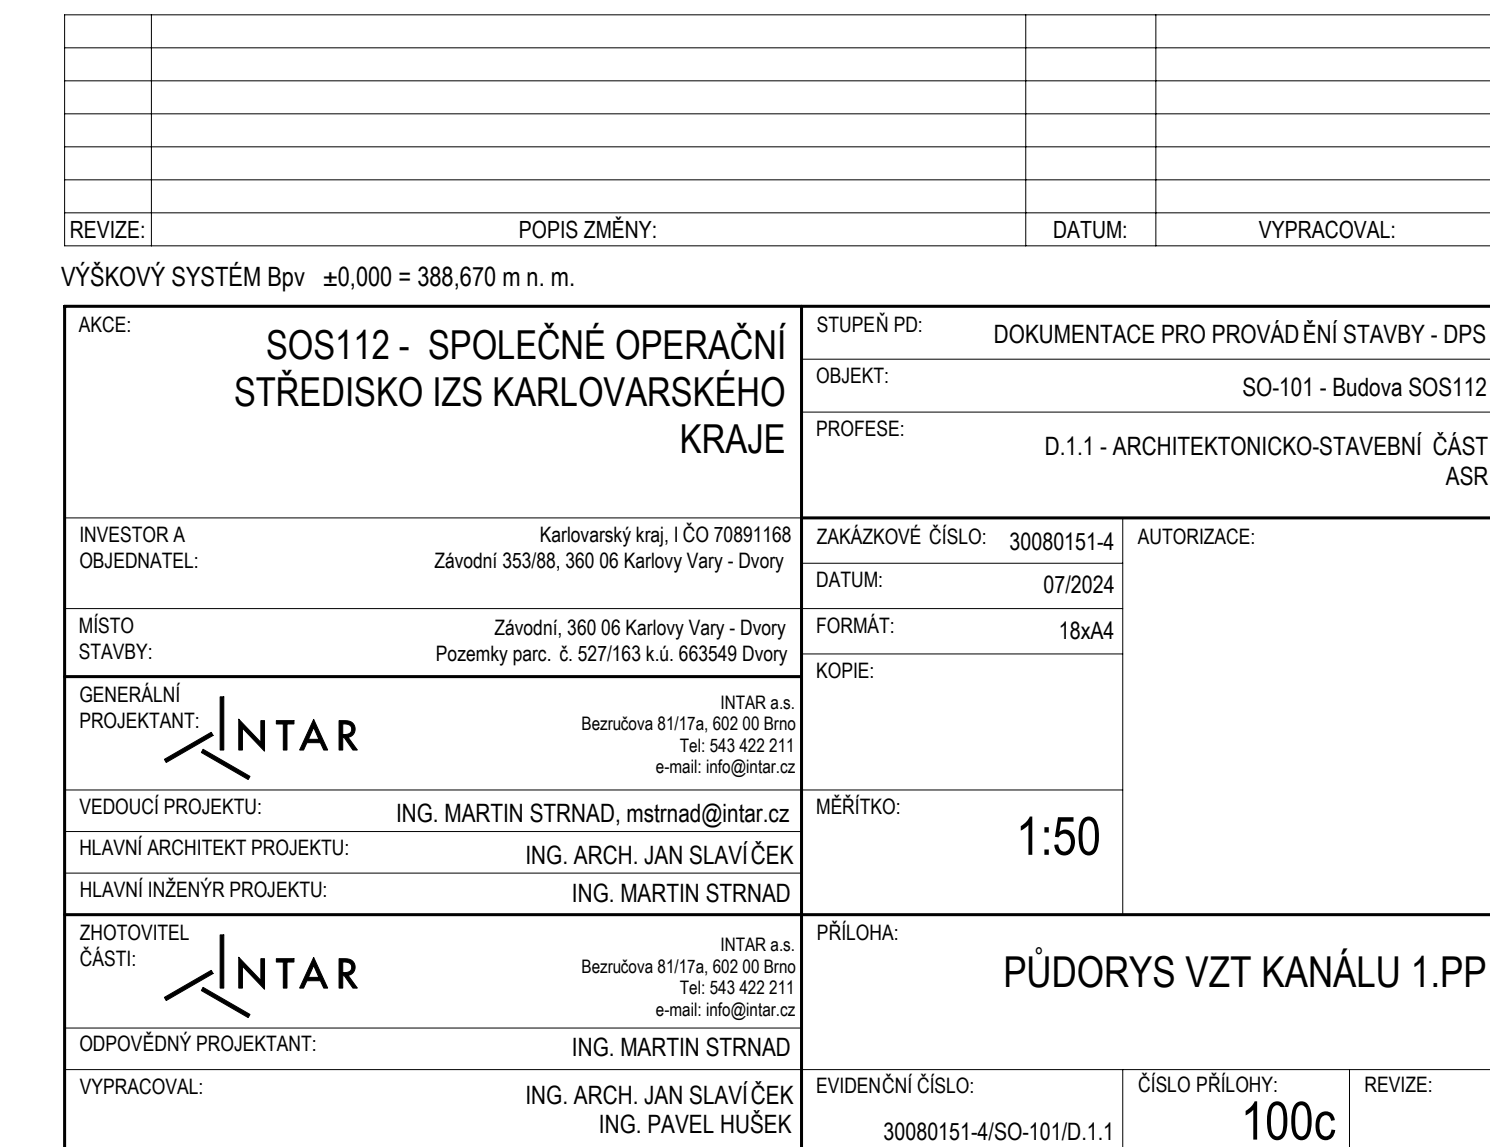 REVIZE: POPIS ZMĚNY: DATUM: VYPRACOVAL:
VÝŠKOVÝ SYSTÉM Bpv ±0,000 = 388,670 m n. m.
AKCE:
SOS112 - SPOLEČNÉ OPERAČNÍ
STŘEDISKO IZS KARLOVARSKÉHO
KRAJE
STUPEŇ PD: DOKUMENTACE PRO PROVÁDĚNÍ STAVBY - DPS
OBJEKT: SO-101 - Budova SOS112
PROFESE:
D.1.1 - ARCHITEKTONICKO-STAVEBNÍ ČÁST
ASR
INVESTOR A
OBJEDNATEL:
Karlovarský kraj, IČO 70891168
Závodní 353/88, 360 06 Karlovy Vary - Dvory
MÍSTO
STAVBY:
Závodní, 360 06 Karlovy Vary - Dvory
Pozemky parc. č. 527/163 k.ú. 663549 Dvory
ZAKÁZKOVÉ ČÍSLO: 30080151-4
DATUM: 07/2024
FORMÁT: 18xA4
KOPIE:
AUTORIZACE:
GENERÁLNÍ
PROJEKTANT:
INTAR
INTAR a.s.
Bezručova 81/17a, 602 00 Brno
Tel: 543 422 211
e-mail: info@intar.cz
VEDOUCÍ PROJEKTU: ING. MARTIN STRNAD, mstrnad@intar.cz
HLAVNÍ ARCHITEKT PROJEKTU: ING. ARCH. JAN SLAVÍČEK
HLAVNÍ INŽENÝR PROJEKTU: ING. MARTIN STRNAD
MĚŘÍTKO:
1:50
ZHOTOVITEL
ČÁSTI:
INTAR
INTAR a.s.
Bezručova 81/17a, 602 00 Brno
Tel: 543 422 211
e-mail: info@intar.cz
PŘÍLOHA:
PŮDORYS VZT KANÁLU 1.PP
ODPOVĚDNÝ PROJEKTANT: ING. MARTIN STRNAD
VYPRACOVAL: ING. ARCH. JAN SLAVÍČEK
ING. PAVEL HUŠEK
EVIDENČNÍ ČÍSLO:
30080151-4/SO-101/D.1.1
ČÍSLO PŘÍLOHY:
100c
REVIZE: